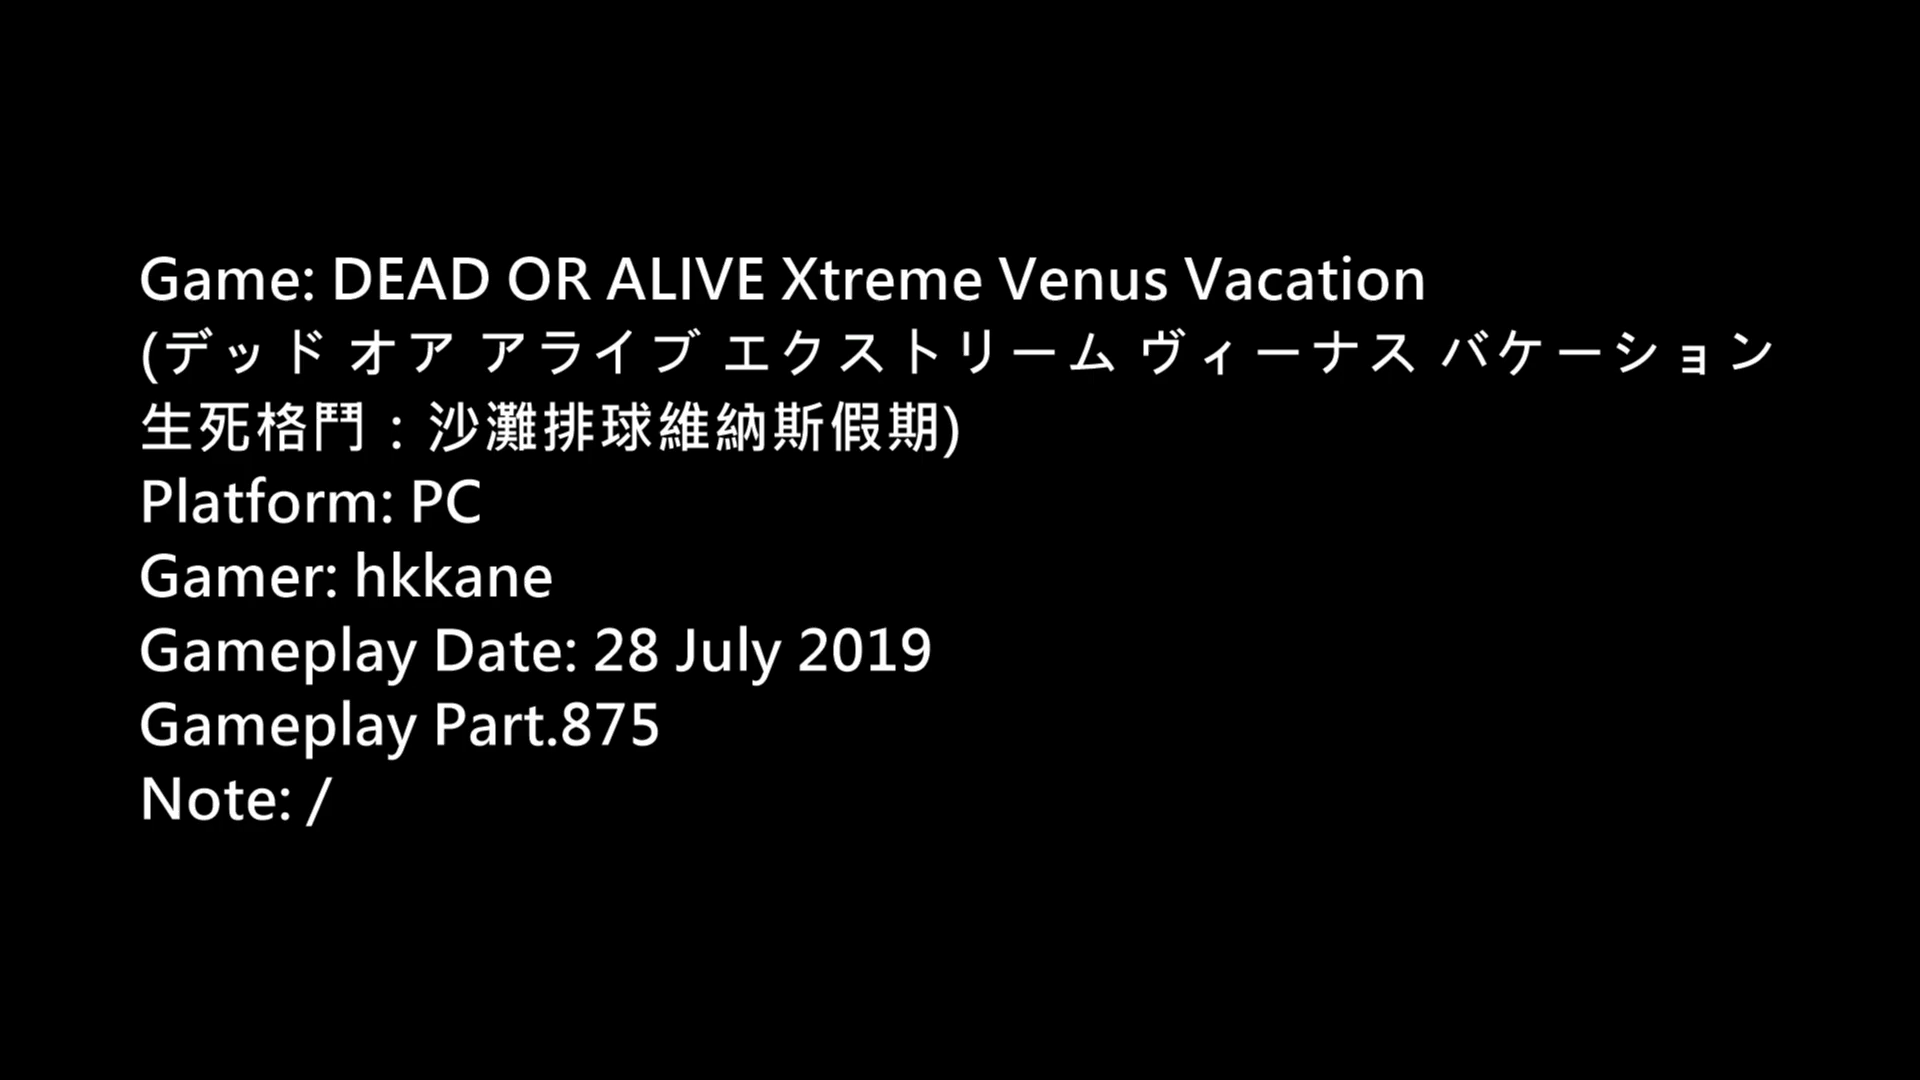 Game: DEAD OR ALIVE Xtreme Venus Vacation
(デッド オア アライブ エクストリーム ヴィーナス バケーション
生死格鬥：沙灘排球維納斯假期)
Platform: PC
Gamer: hkkane
Gameplay Date: 28 July 2019
Gameplay Part.875
Note: /